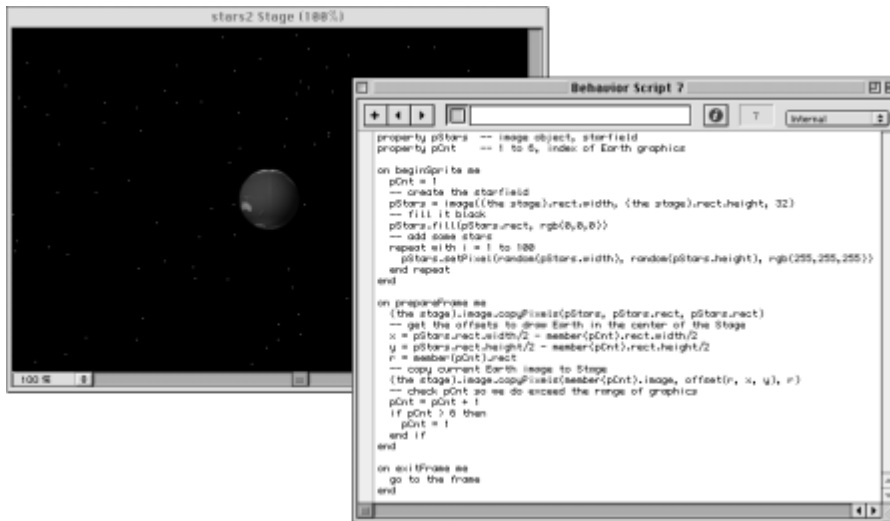 stars2 Stage (100%)
100 %
Behavior Script 7
7
Internal
property pStars -- image object, starfield
property pCnt -- 1 to 6, index of Earth graphics
on beginSprite me
pCnt = 1
-- create the starfield
pStars = image((the stage).rect.width, (the stage).rect.height, 32)
-- fill it black
pStars.fill(pStars.rect, rgb(0,0,0))
-- add some stars
repeat with i = 1 to 100
pStars.setPixel(random(pStars.width), random(pStars.height), rgb(255,255,255))
end repeat
end
on prepareFrame me
(the stage).image.copyPixels(pStars, pStars.rect, pStars.rect)
-- get the offsets to draw Earth in the center of the Stage
x = pStars.rect.width/2 - member(pCnt).rect.width/2
y = pStars.rect.height/2 - member(pCnt).rect.height/2
r = member(pCnt).rect
-- copy current Earth image to Stage
(the stage).image.copyPixels(member(pCnt).image, offset(r, x, y), r)
-- check pCnt so we do exceed the range of graphics
pCnt = pCnt + 1
if pCnt > 6 then
pCnt = 1
end if
end
on exitFrame me
go to the frame
end